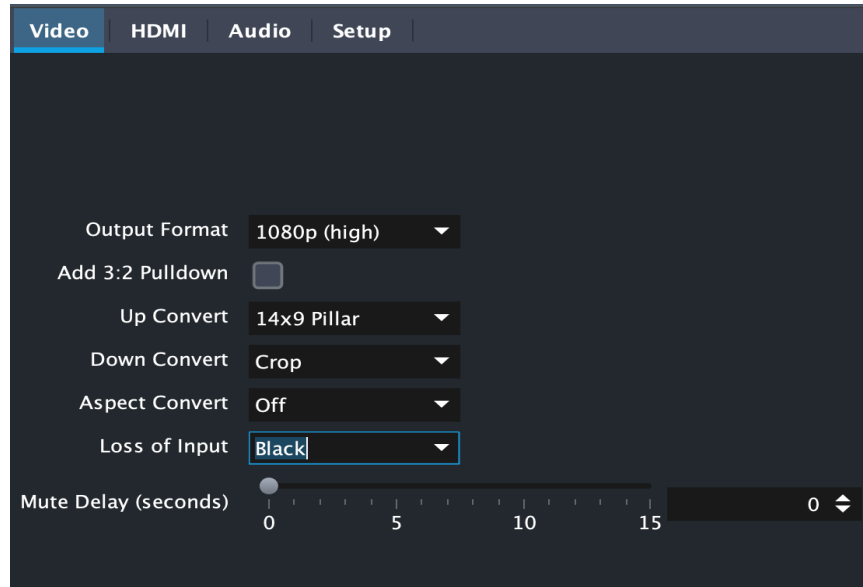 Video HDMI Audio Setup
Output Format 1080p (high)
Add 3:2 Pulldown
Up Convert 14x9 Pillar
Down Convert Crop
Aspect Convert Off
Loss of Input Black
Mute Delay (seconds) 0
0 5 10 15